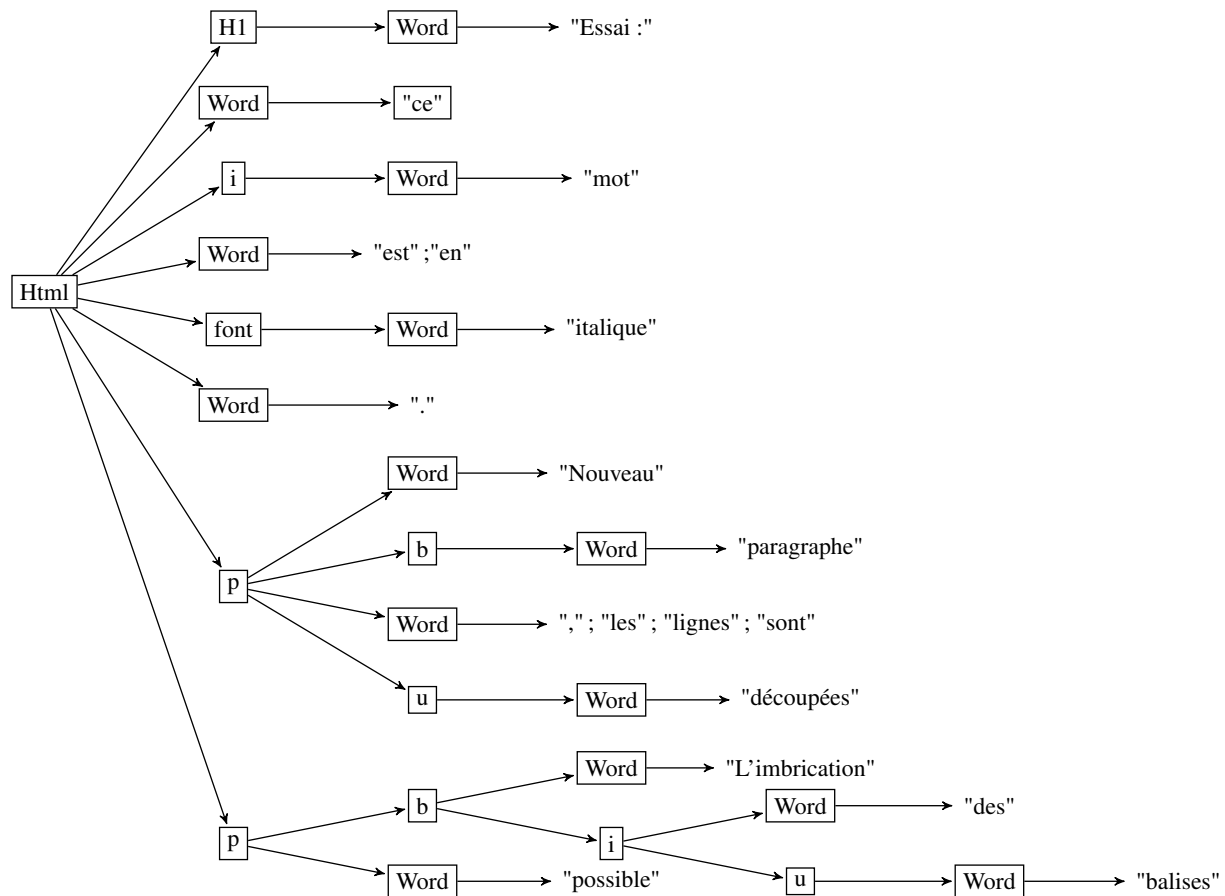 H1 Word "Essai :"
Word "ce"
i Word "mot"
Word "est" ;"en"
Html
font Word "italique"
Word "."
Word "Nouveau"
b Word "paragraphe"
p
Word "," ; "les" ; "lignes" ; "sont"
u Word "découpées"
Word "L'imbrication"
b Word "des"
p i
Word "possible" u Word "balises"